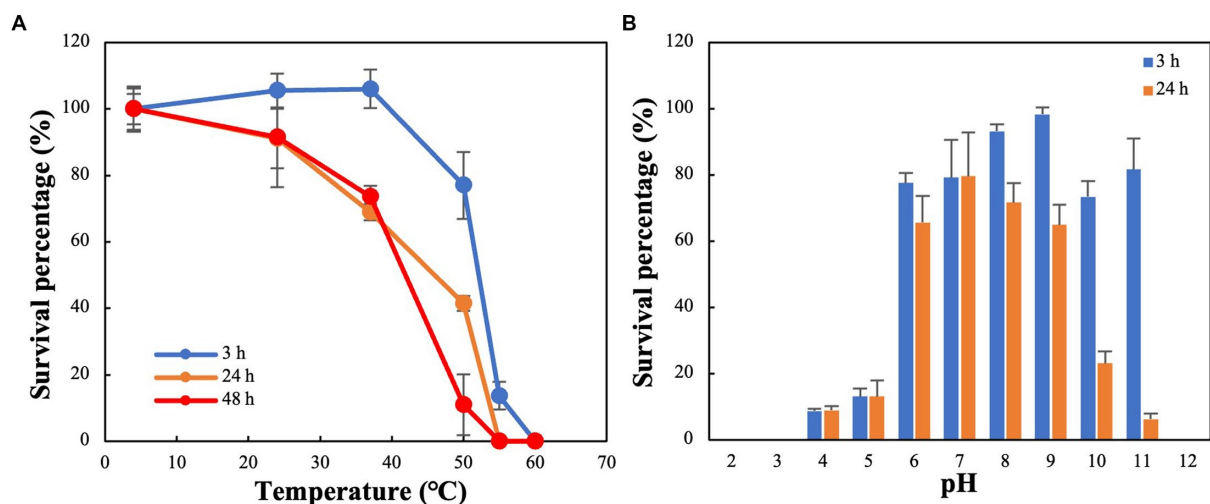 A
B
120
100
80
60
40
20
0
Survival percentage (%)
3 h
24 h
48 h
0 10 20 30 40 50 60 70
Temperature (℃)
120
100
80
60
40
20
0
Survival percentage (%)
3 h
24 h
2 3 4 5 6 7 8 9 10 11 12
pH